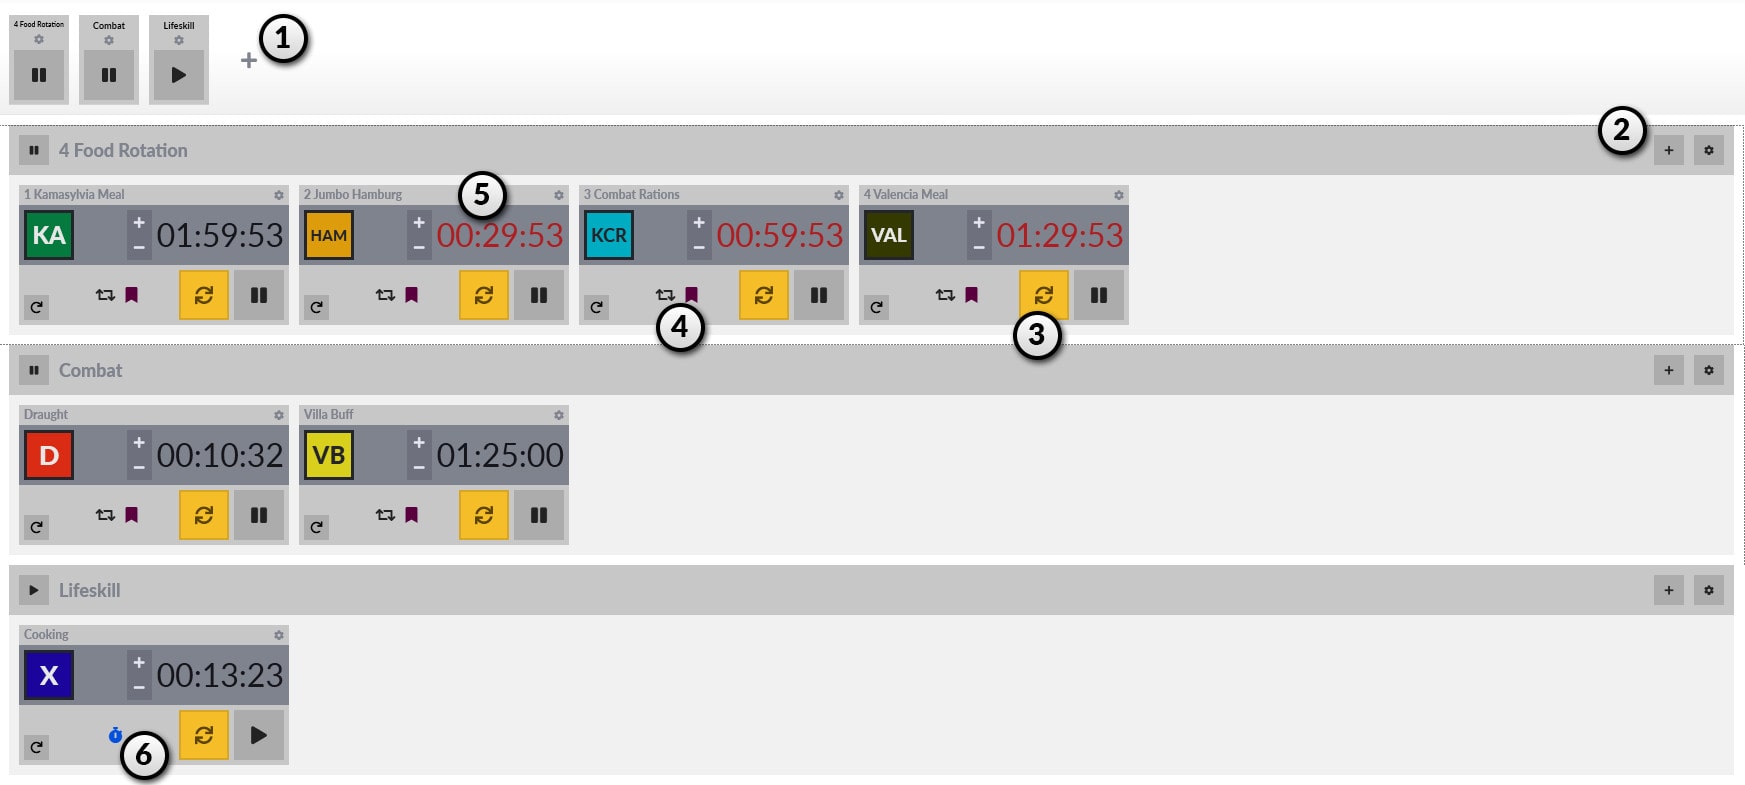 4 Food Rotation
Combat
Lifeskill
+
1
2
4 Food Rotation
+
1 Kamasylvia Meal
2 Jumbo Hamburg
5
3 Combat Rations
4 Valencia Meal
KA + − 01:59:53
HAM + − 00:29:53
KCR + − 00:59:53
VAL + − 01:29:53
4
3
Combat
+
Draught
Villa Buff
D + − 00:10:32
VB + − 01:25:00
Lifeskill
+
Cooking
X + − 00:13:23
6